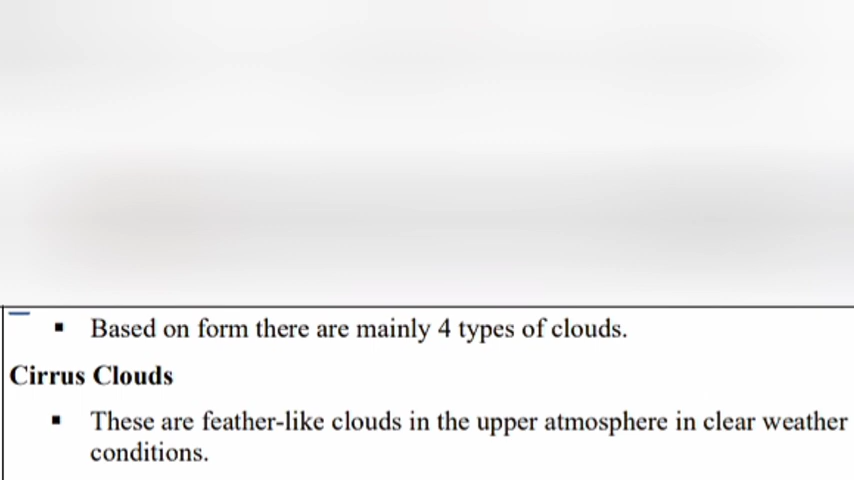 ▪ Based on form there are mainly 4 types of clouds.
Cirrus Clouds
▪ These are feather-like clouds in the upper atmosphere in clear weather
conditions.